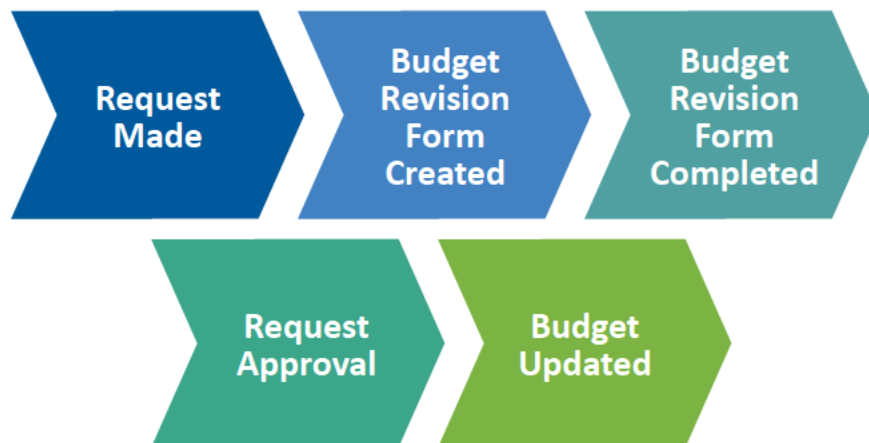 Request
Made
Budget
Revision
Form
Created
Budget
Revision
Form
Completed
Request
Approval
Budget
Updated